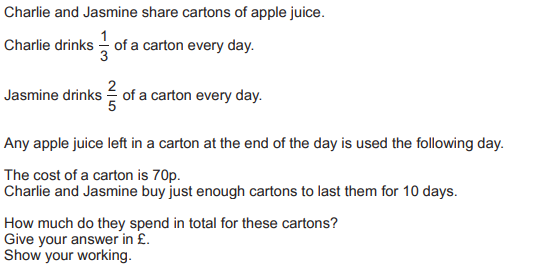 Charlie and Jasmine share cartons of apple juice.
Charlie drinks 1/3 of a carton every day.
Jasmine drinks 2/5 of a carton every day.
Any apple juice left in a carton at the end of the day is used the following day.
The cost of a carton is 70p.
Charlie and Jasmine buy just enough cartons to last them for 10 days.
How much do they spend in total for these cartons?
Give your answer in £.
Show your working.